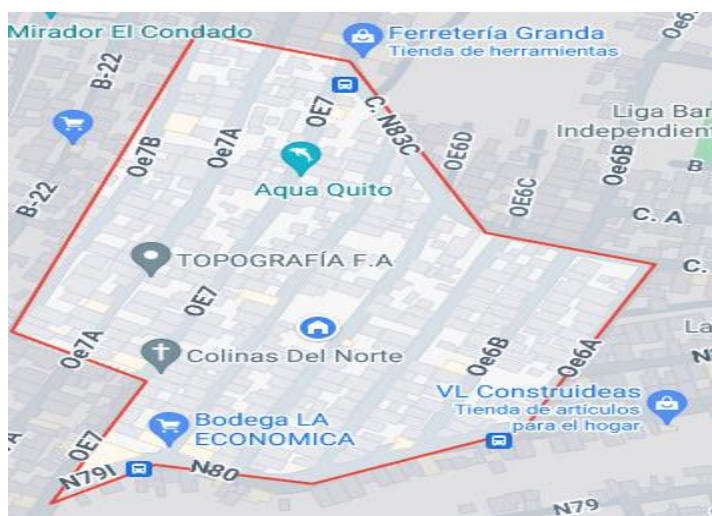 Mirador El Condado
Ferretería Granda
Tienda de herramientas
Oe6
B-22
OE7
C. N83C
Liga Bar
Independient
Oe7B
Oe7A
OE6D
Oe6B
B
Aqua Quito
OE6C
B-22
C. A
TOPOGRAFÍA F.A
C.
OE7
La
Oe7A
Colinas Del Norte
Oe6B
Oe6A
N
VL Construideas
Tienda de artículos
para el hogar
Bodega LA
ECONOMICA
OE7
N79I
N80
N79